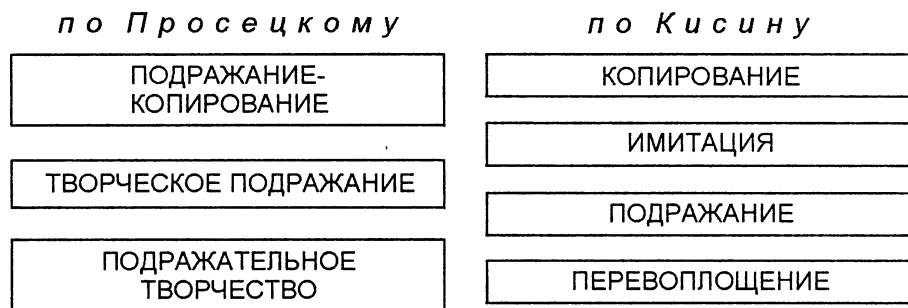 по Просецкому
ПОДРАЖАНИЕ-
КОПИРОВАНИЕ
ТВОРЧЕСКОЕ ПОДРАЖАНИЕ
ПОДРАЖАТЕЛЬНОЕ
ТВОРЧЕСТВО
по Кисину
КОПИРОВАНИЕ
ИМИТАЦИЯ
ПОДРАЖАНИЕ
ПЕРЕВОПЛОЩЕНИЕ